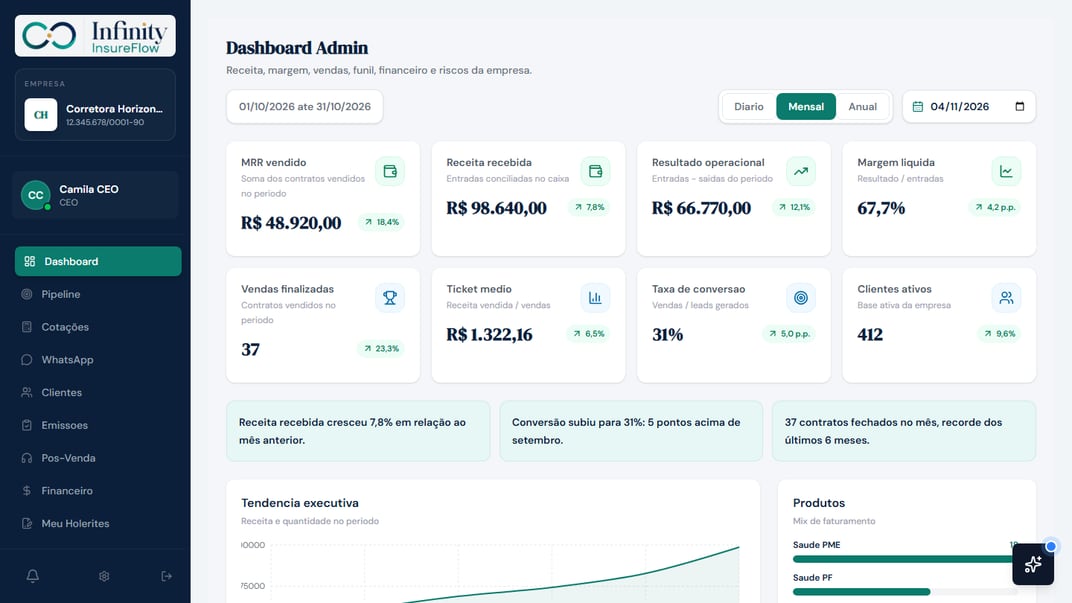 Infinity
InsureFlow
EMPRESA
CH
Corretora Horizon...
12.345.678/0001-90
CC
Camila CEO
CEO
Dashboard
Pipeline
Cotações
WhatsApp
Clientes
Emissoes
Pos-Venda
Financeiro
Meu Holerites
Dashboard Admin
Receita, margem, vendas, funil, financeiro e riscos da empresa.
01/10/2026 ate 31/10/2026
Diario
Mensal
Anual
04/11/2026
MRR vendido
Soma dos contratos vendidos
no periodo
R$ 48.920,00
18,4%
Receita recebida
Entradas conciliadas no caixa
R$ 98.640,00
7,8%
Resultado operacional
Entradas - saidas do periodo
R$ 66.770,00
12,1%
Margem liquida
Resultado / entradas
67,7%
4,2 p.p.
Vendas finalizadas
Contratos vendidos no
periodo
37
23,3%
Ticket medio
Receita vendida / vendas
R$ 1.322,16
6,5%
Taxa de conversao
Vendas / leads gerados
31%
5,0 p.p.
Clientes ativos
Base ativa da empresa
412
9,6%
Receita recebida cresceu 7,8% em relação ao
mês anterior.
Conversão subiu para 31%: 5 pontos acima de
setembro.
37 contratos fechados no mês, recorde dos
últimos 6 meses.
Tendencia executiva
Receita e quantidade no periodo
75000
Produtos
Mix de faturamento
Saude PME
Saude PF